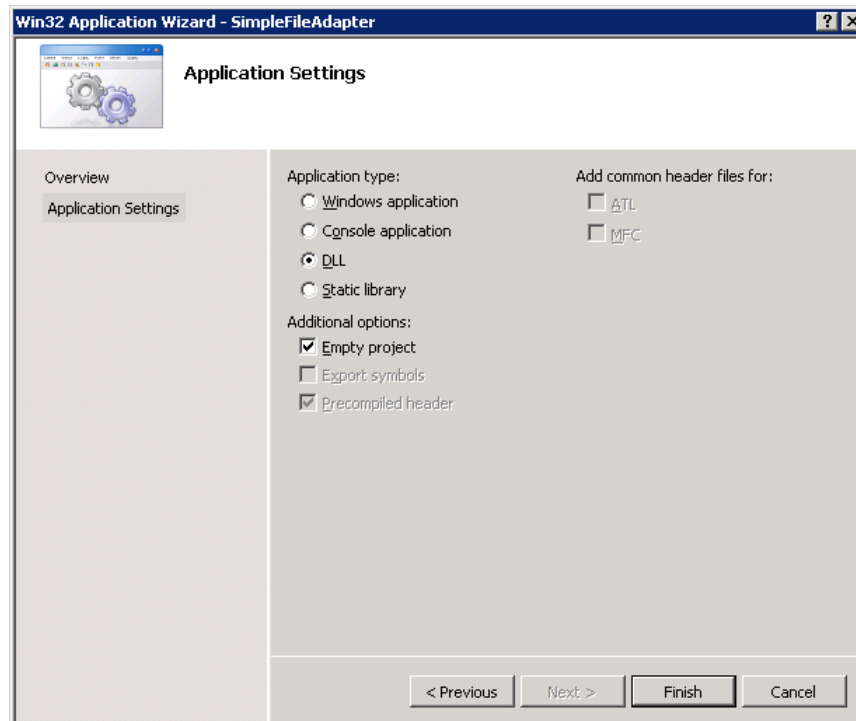 Win32 Application Wizard - SimpleFileAdapter
Application Settings
Overview
Application Settings
Application type:
Windows application
Console application
DLL
Static library
Additional options:
Empty project
Export symbols
Precompiled header
Add common header files for:
ATL
MFC
< Previous
Next >
Finish
Cancel